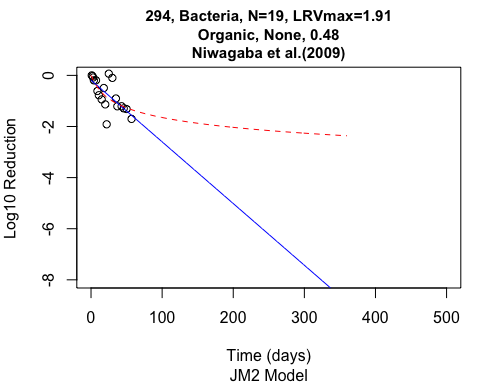 294, Bacteria, N=19, LRVmax=1.91
Organic, None, 0.48
Niwagaba et al.(2009)
Log10 Reduction
0
-2
-4
-6
-8
0 100 200 300 400 500
Time (days)
JM2 Model